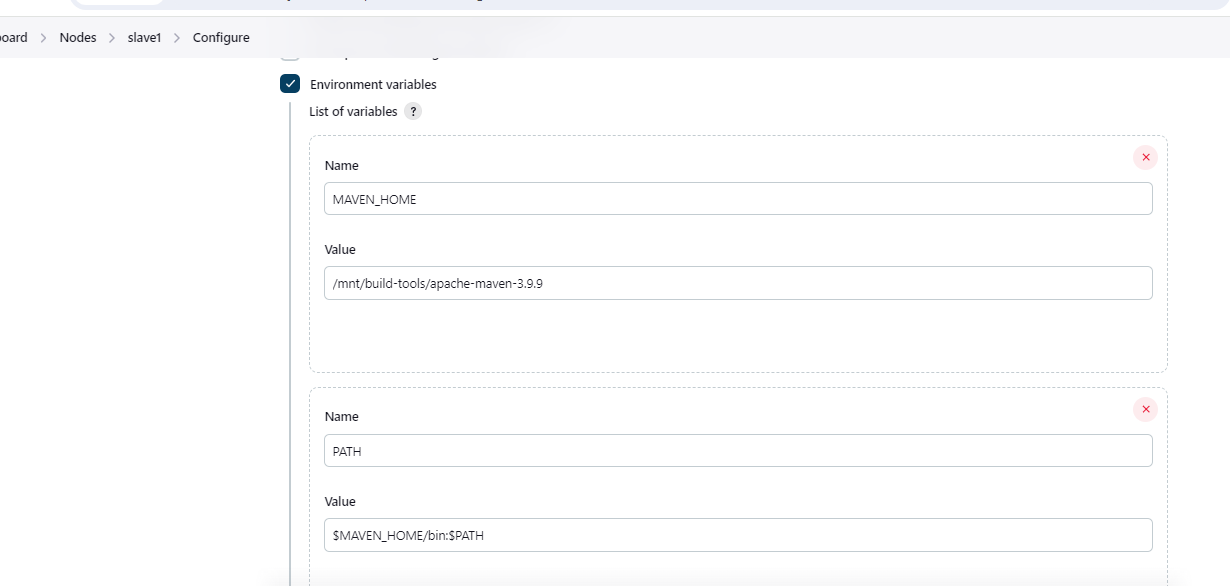 Nodes
slave1
Configure
Environment variables
List of variables ?
Name
MAVEN_HOME
Value
/mnt/build-tools/apache-maven-3.9.9
Name
PATH
Value
$MAVEN_HOME/bin:$PATH